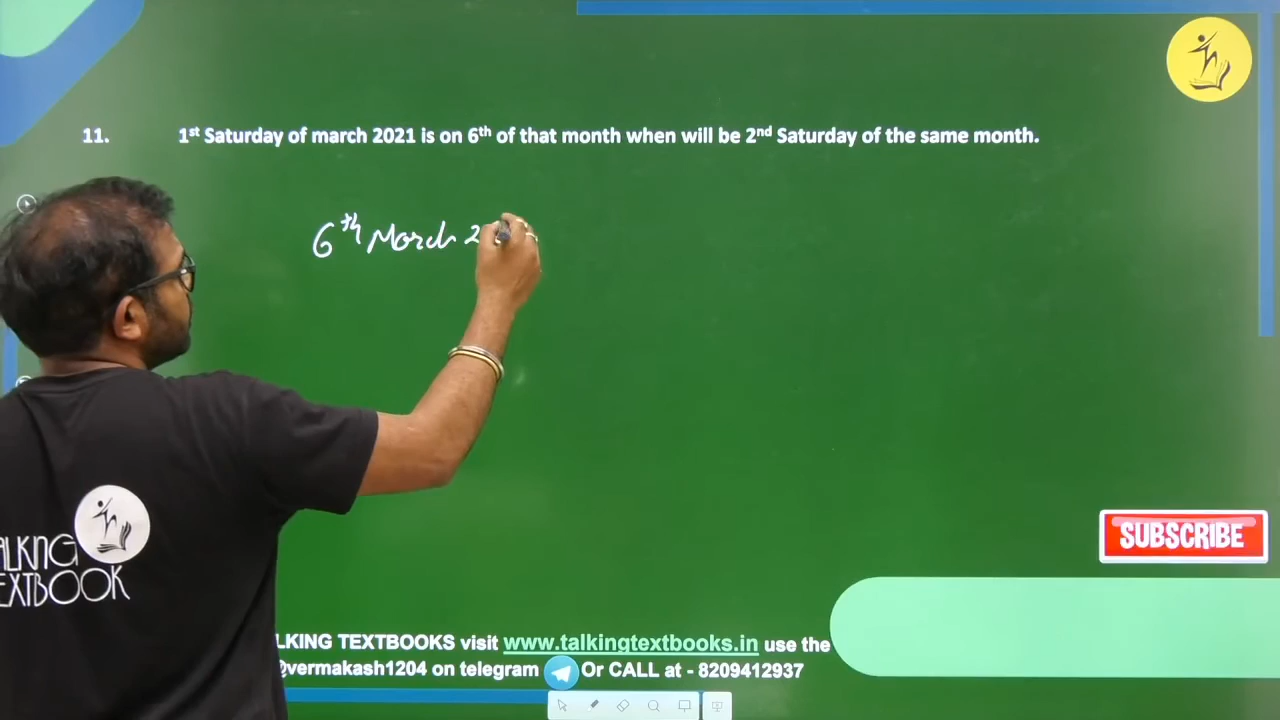 11. 1st Saturday of march 2021 is on 6th of that month when will be 2nd Saturday of the same month.
6th March 2
ALKING
EXTBOOK
SUBSCRIBE
LKING TEXTBOOKS visit www.talkingtextbooks.in use the
@vermakash1204 on telegram Or CALL at - 8209412937